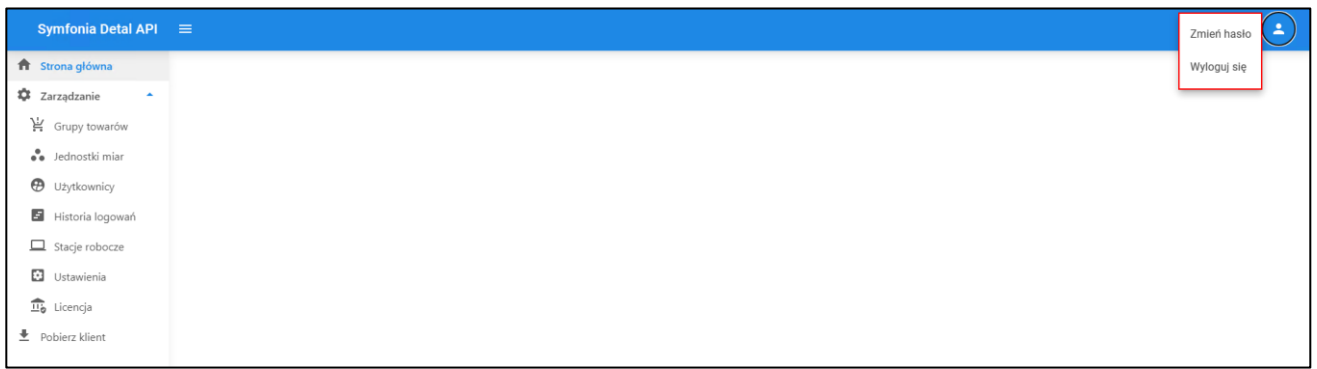 Symfonia Detal API
Zmień hasło
Wyloguj się
Strona główna
Zarządzanie
Grupy towarów
Jednostki miar
Użytkownicy
Historia logowań
Stacje robocze
Ustawienia
Licencja
Pobierz klient